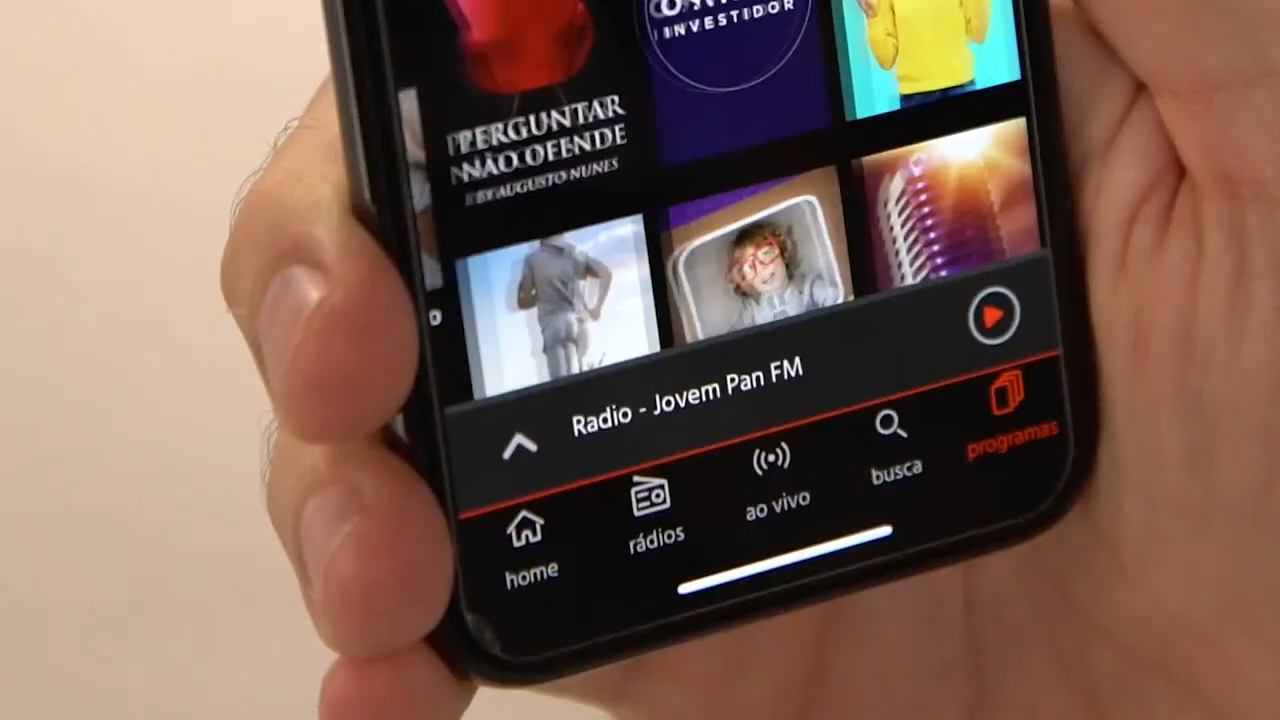 INVESTIDOR
PERGUNTAR
NÃO OFENDE
BY AUGUSTO NUNES
Radio - Jovem Pan FM
home
rádios
ao vivo
busca
programas